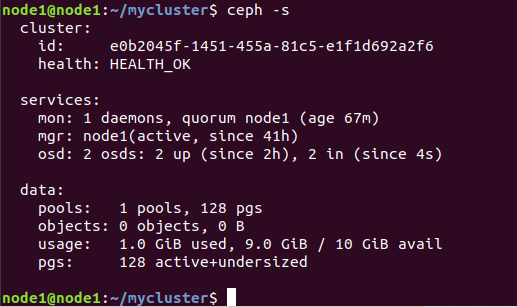 node1@node1:~/mycluster$ ceph -s
cluster:
id: e0b2045f-1451-455a-81c5-e1f1d692a2f6
health: HEALTH_OK
services:
mon: 1 daemons, quorum node1 (age 67m)
mgr: node1(active, since 41h)
osd: 2 osds: 2 up (since 2h), 2 in (since 4s)
data:
pools: 1 pools, 128 pgs
objects: 0 objects, 0 B
usage: 1.0 GiB used, 9.0 GiB / 10 GiB avail
pgs: 128 active+undersized
node1@node1:~/mycluster$